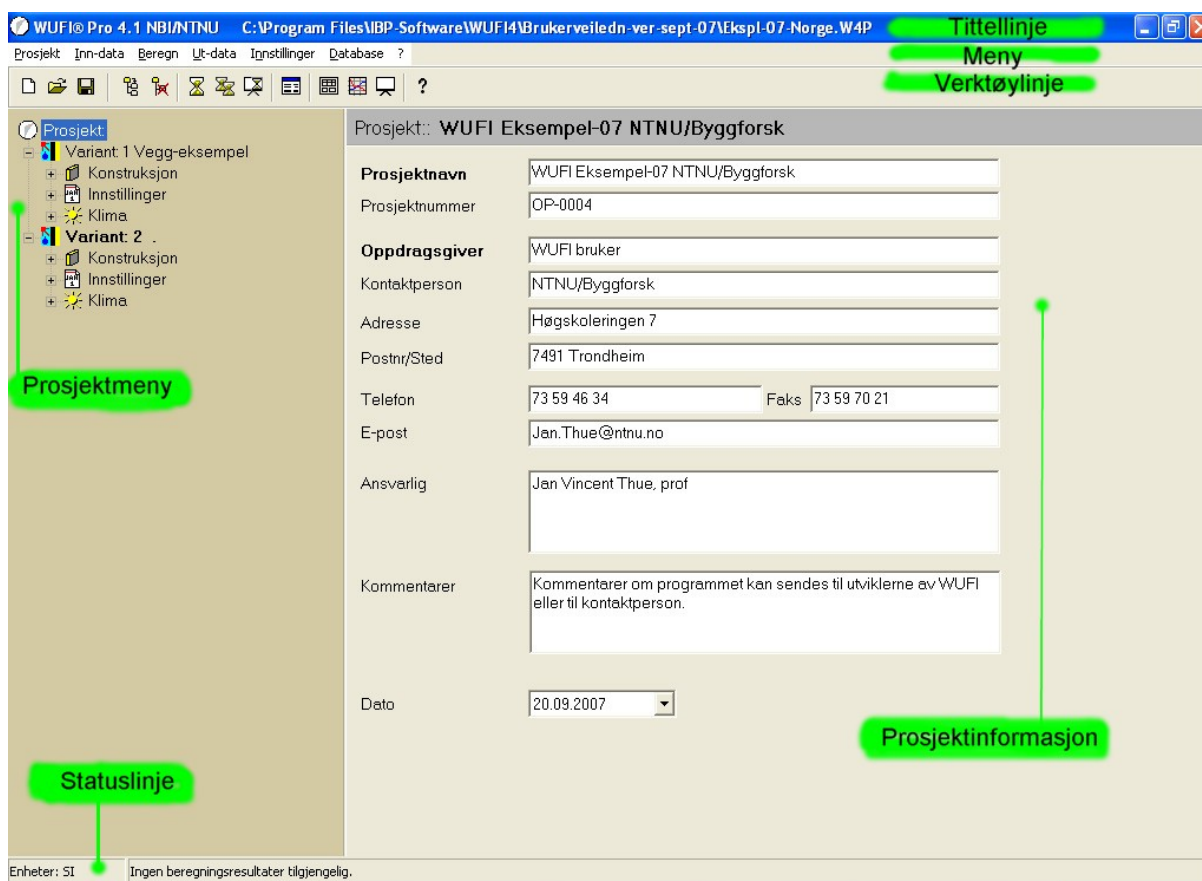 WUFI® Pro 4.1 NBI/NTNU C:\Program Files\IBP-Software\WUFI4\Brukerveiledn-ver-sept-07\Ekspl-07-Norge.W4P Tittellinje
Prosjekt Inn-data Beregn Ut-data Innstillinger Database ? Meny
Verktøylinje
Prosjekt:
Variant: 1 Vegg-eksempel
Konstruksjon
Innstillinger
Klima
Variant: 2 .
Konstruksjon
Innstillinger
Klima
Prosjektmeny
Prosjekt:: WUFI Eksempel-07 NTNU/Byggforsk
Prosjektnavn WUFI Eksempel-07 NTNU/Byggforsk
Prosjektnummer OP-0004
Oppdragsgiver WUFI bruker
Kontaktperson NTNU/Byggforsk
Adresse Høgskoleringen 7
Postnr/Sted 7491 Trondheim
Telefon 73 59 46 34 Faks 73 59 70 21
E-post Jan.Thue@ntnu.no
Ansvarlig Jan Vincent Thue, prof
Kommentarer Kommentarer om programmet kan sendes til utviklerne av WUFI
eller til kontaktperson.
Dato 20.09.2007
Prosjektinformasjon
Statuslinje
Enheter: SI Ingen beregningsresultater tilgjengelig.